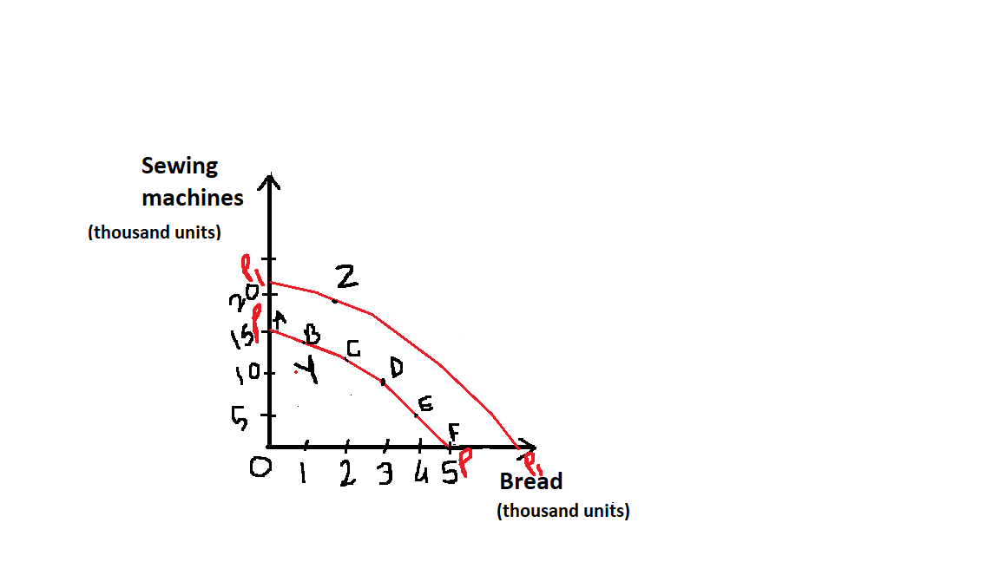 Sewing
machines
(thousand units)
P1
Z
20
P
A
15
B
C
10
Y
D
E
5
F
0 1 2 3 4 5 P P1
Bread
(thousand units)